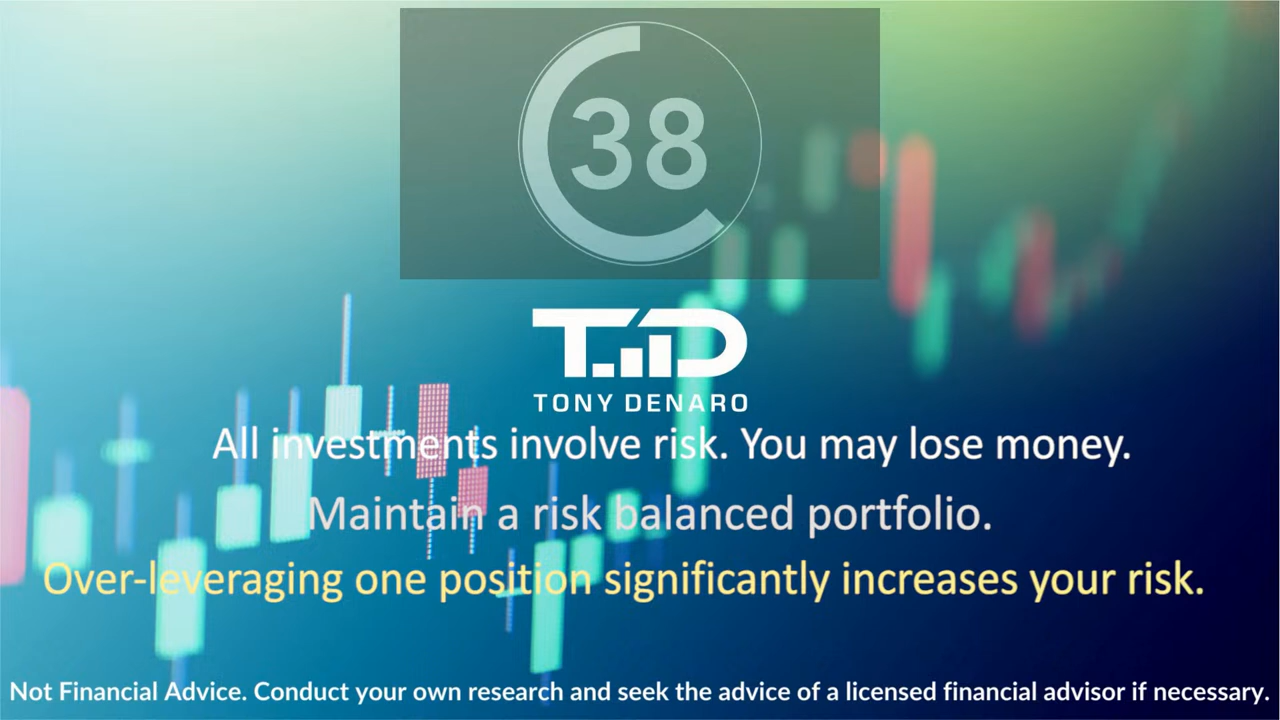 38
TD
TONY DENARO
All investments involve risk. You may lose money.
Maintain a risk balanced portfolio.
Over-leveraging one position significantly increases your risk.
Not Financial Advice. Conduct your own research and seek the advice of a licensed financial advisor if necessary.